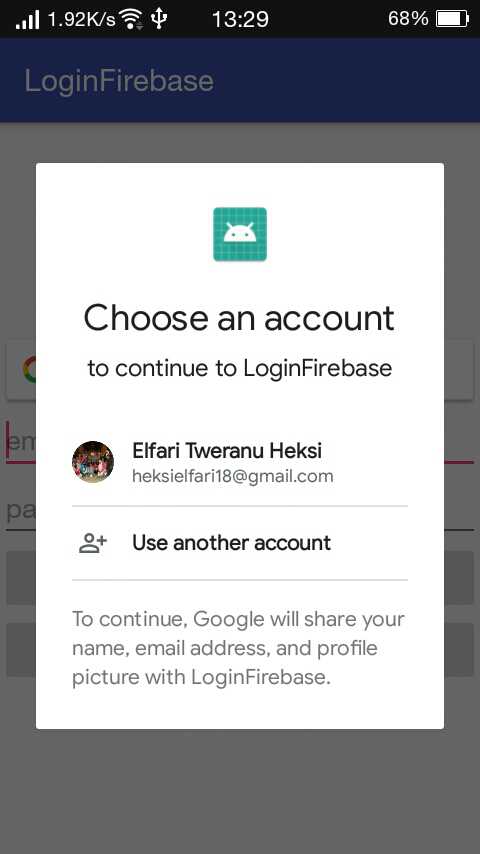 1.92K/s 13:29 68%
LoginFirebase
Choose an account
to continue to LoginFirebase
Elfari Tweranu Heksi
heksielfari18@gmail.com
em
pa
Use another account
To continue, Google will share your
name, email address, and profile
picture with LoginFirebase.